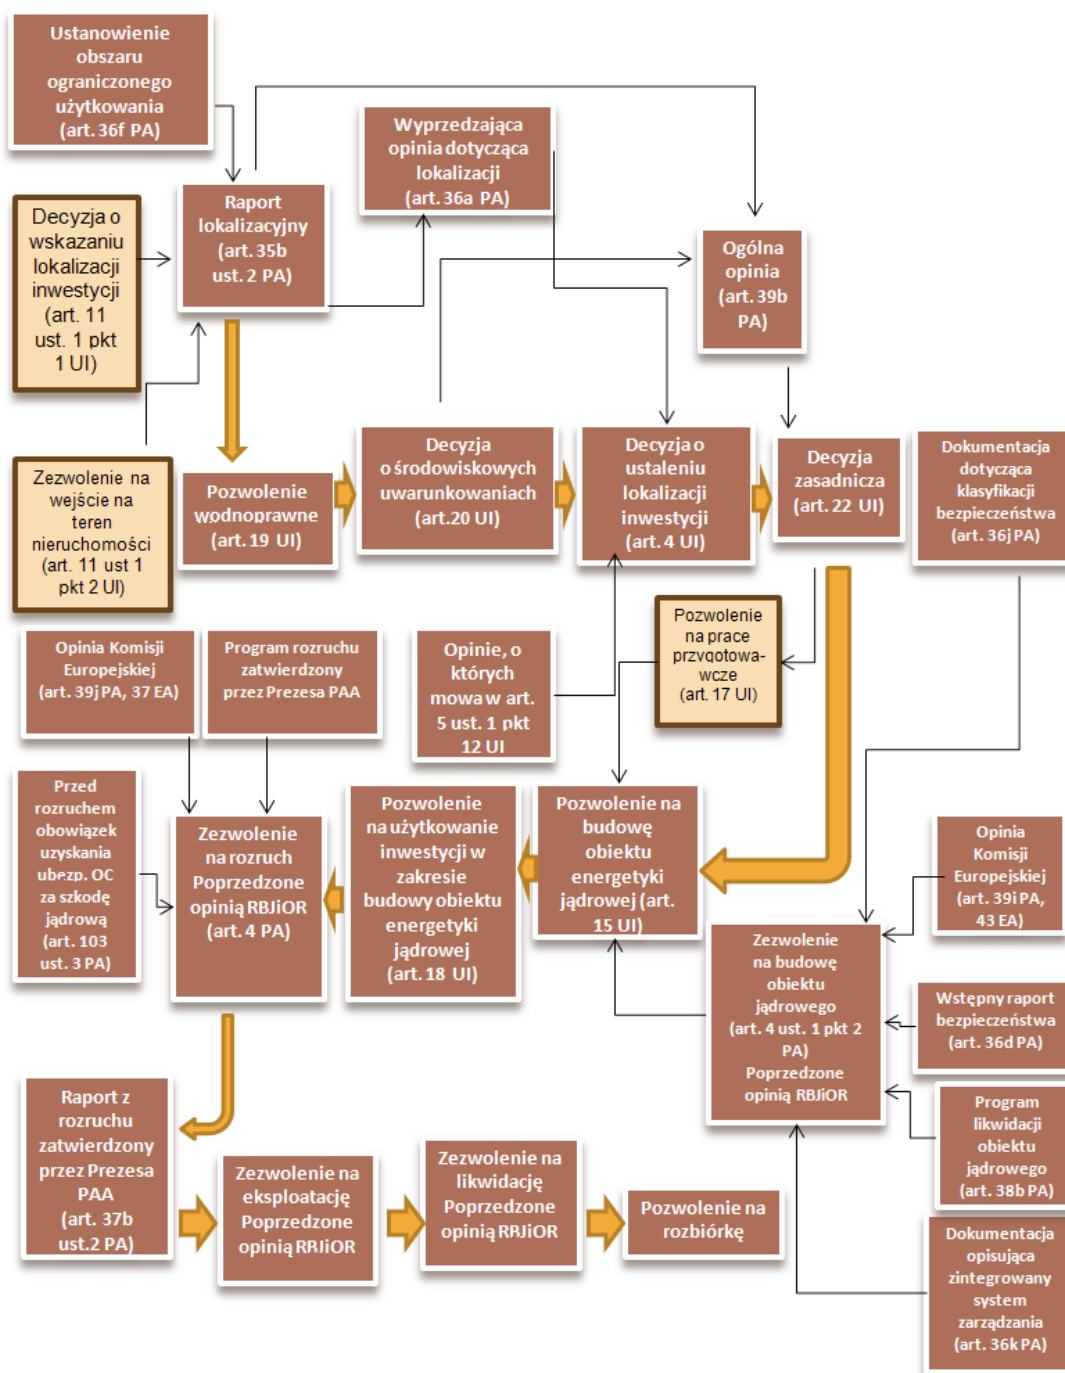 Ustanowienie
obszaru
ograniczonego
użytkowania
(art. 36f PA)
Wyprzedzająca
opinia dotycząca
lokalizacji
(art. 36a PA)
Decyzja o
wskazaniu
lokalizacji
inwestycji
(art. 11
ust. 1 pkt
1 UI)
Raport
lokalizacyjny
(art. 35b
ust. 2 PA)
Ogólna
opinia
(art. 39b
PA)
Zezwolenie na
wejście na
teren
nieruchomości
(art. 11 ust 1
pkt 2 UI)
Pozwolenie
wodnoprawne
(art. 19 UI)
Decyzja
o środowiskowych
uwarunkowaniach
(art.20 UI)
Decyzja o
ustaleniu
lokalizacji
inwestycji
(art. 4 UI)
Decyzja
zasadnicza
(art. 22 UI)
Dokumentacja
dotycząca
klasyfikacji
bezpieczeństwa
(art. 36j PA)
Opinia Komisji
Europejskiej
(art. 39j PA, 37 EA)
Program rozruchu
zatwierdzony
przez Prezesa PAA
Opinie, o
których
mowa w art.
5 ust. 1 pkt
12 UI
Pozwolenie
na prace
przygotowa-
wcze
(art. 17 UI)
Przed
rozruchem
obowiązek
uzyskania
ubezp. OC
za szkodę
jądrową
(art. 103
ust. 3 PA)
Zezwolenie
na rozruch
Poprzedzone
opinią RBJiOR
(art. 4 PA)
Pozwolenie
na użytkowanie
inwestycji w
zakresie
budowy obiektu
energetyki
jądrowej
(art. 18 UI)
Pozwolenie na
budowę
obiektu
energetyki
jądrowej (art.
15 UI)
Zezwolenie
na budowę
obiektu
jądrowego
(art. 4 ust. 1 pkt 2
PA)
Poprzedzone
opinią RBJiOR
Opinia
Komisji
Europejskiej
(art. 39i PA,
43 EA)
Wstępny raport
bezpieczeństwa
(art. 36d PA)
Program
likwidacji
obiektu
jądrowego
(art. 38b PA)
Dokumentacja
opisująca
zintegrowany
system
zarządzania
(art. 36k PA)
Raport z
rozruchu
zatwierdzony
przez Prezesa
PAA
(art. 37b
ust.2 PA)
Zezwolenie na
eksploatację
Poprzedzone
opinią RBJiOR
Zezwolenie na
likwidację
Poprzedzone
opinią RBJiOR
Pozwolenie na
rozbiórkę